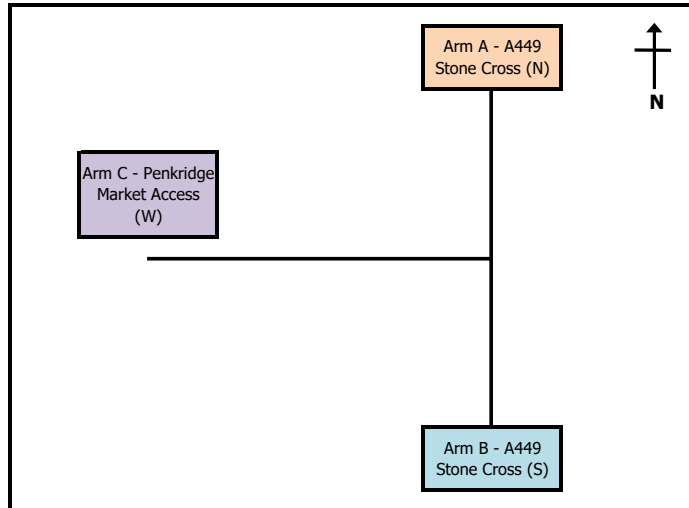 Arm A - A449
Stone Cross (N)
N
Arm C - Penkridge
Market Access
(W)
Arm B - A449
Stone Cross (S)